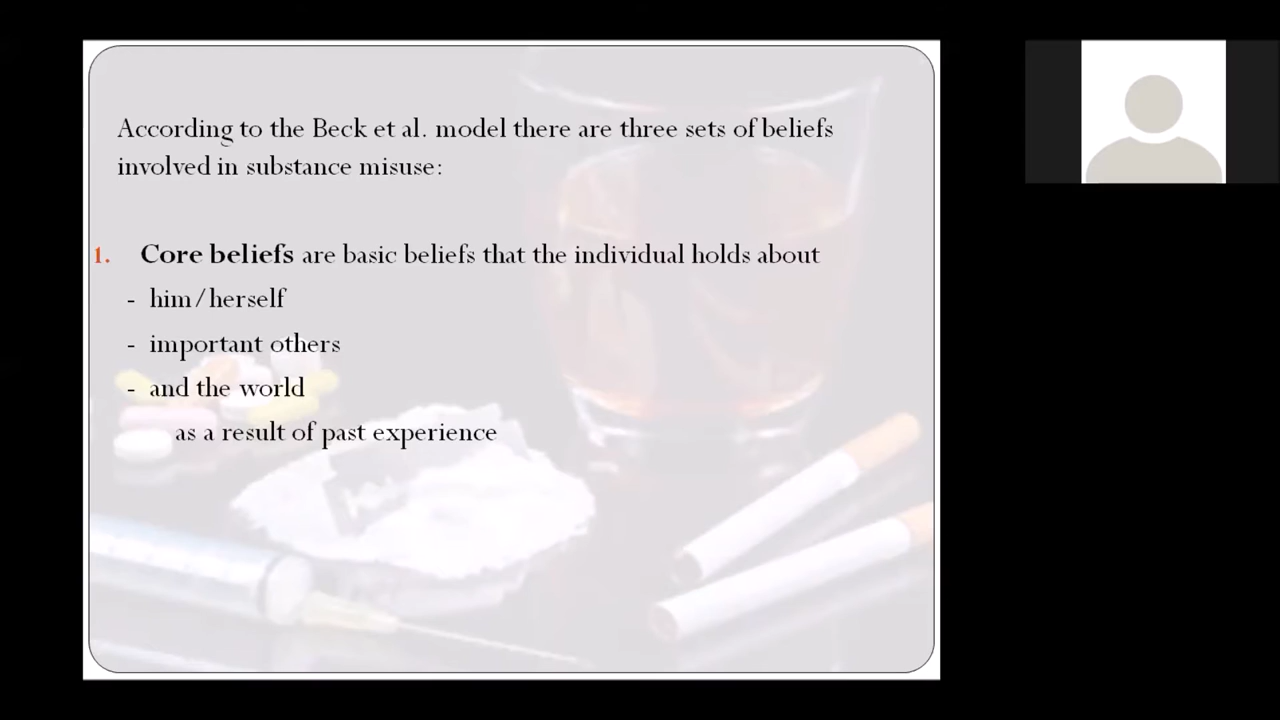 According to the Beck et al. model there are three sets of beliefs
involved in substance misuse:
1. Core beliefs are basic beliefs that the individual holds about
- him/herself
- important others
- and the world
as a result of past experience